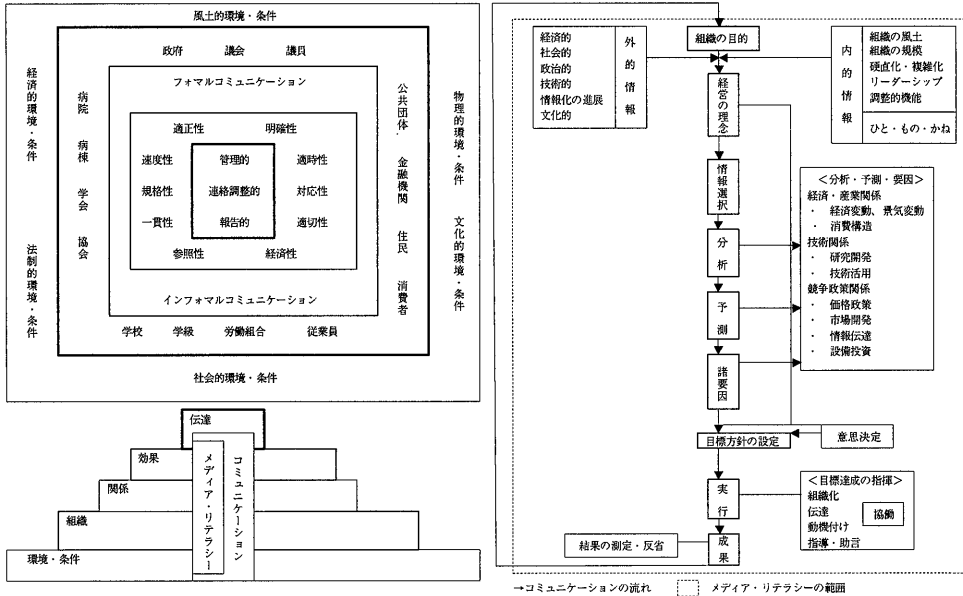 風土的環境・条件
政府 議会 議員
フォマルコミュニケーション
経済的環境・条件
法制的環境・条件
病院 病棟 学会 協会
適正性 明確性
速度性 管理的 適時性
規格性 連絡調整的 対応性
一貫性 報告的 適切性
参照性 経済性
公共団体. 金融機関 住民 消費者
物理的環境・条件
文化的環境・条件
インフォマルコミュニケーション
学校 学級 労働組合 従業員
社会的環境・条件
伝達
効果
関係
組織
環境・条件
メディア・リテラシー
コミュニケーション
組織の目的
経済的
社会的
政治的
技術的
情報化の進展
文化的
外的情報
内的情報
組織の風土
組織の規模
硬直化・複雑化
リーダーシップ
調整的機能
ひと・もの・かね
経営の理念
情報選択
分析
予測
諸要因
<分析・予測・要因>
経済・産業関係
・ 経済変動、景気変動
・ 消費構造
技術関係
・ 研究開発
・ 技術活用
競争政策関係
・ 価格政策
・ 市場開発
・ 情報伝達
・ 設備投資
目標方針の設定
意思決定
実行
<目標達成の指揮>
組織化
伝達
動機付け
指導・助言
協働
結果の測定・反省
成果
→コミュニケーションの流れ メディア・リテラシーの範囲